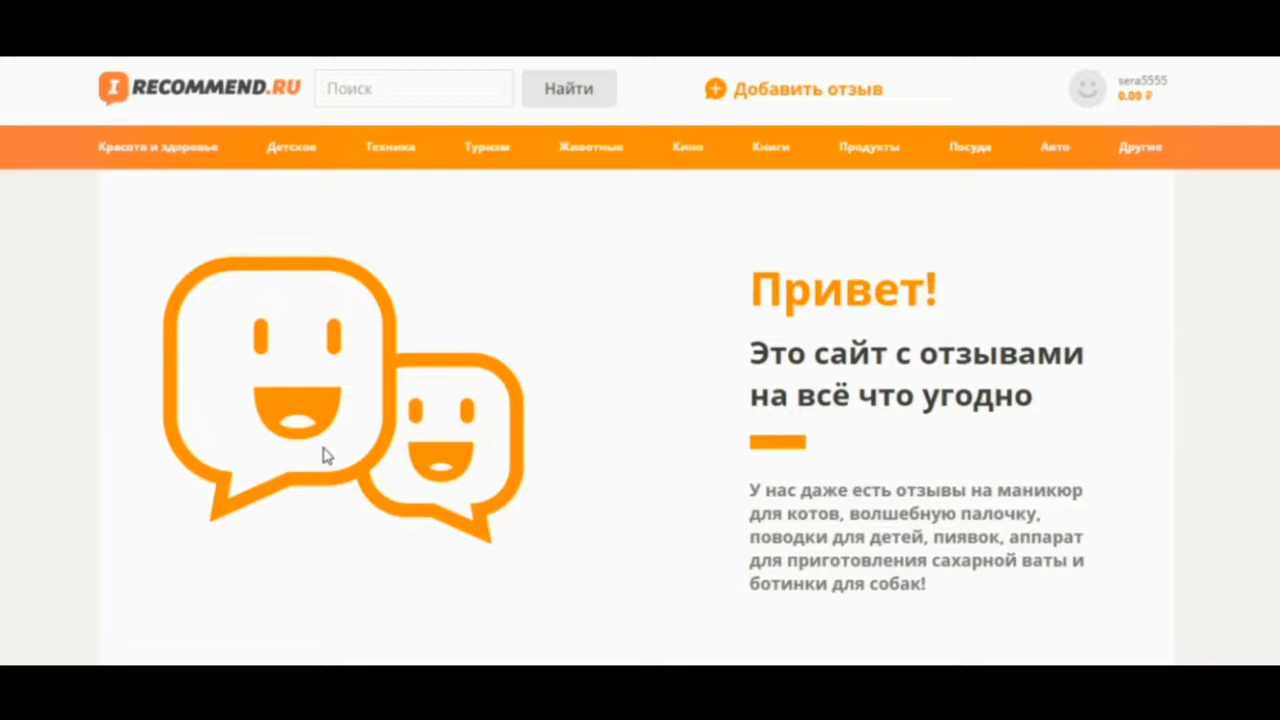 I RECOMMEND.RU
Поиск
Найти
Добавить отзыв
sera5555
0.00 ₽
Красота и здоровье Детское Техника Туризм Животные Кино Книги Продукты Посуда Авто Другие
Привет!
Это сайт с отзывами
на всё что угодно
У нас даже есть отзывы на маникюр
для котов, волшебную палочку,
поводки для детей, пиявок, аппарат
для приготовления сахарной ваты и
ботинки для собак!